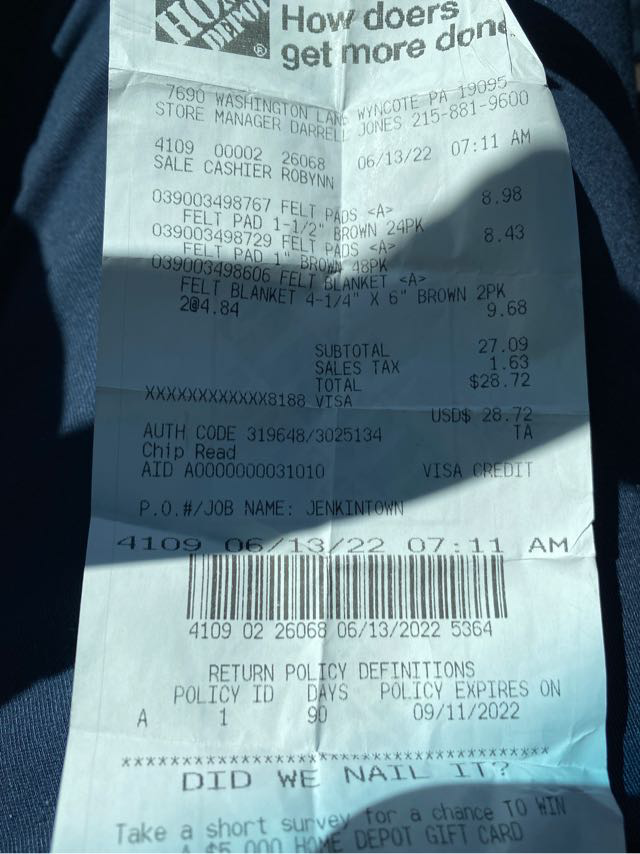 HOME
DEPOT®
How doers
get more done
7690 WASHINGTON LANE WYNCOTE PA 19095
STORE MANAGER DARRELL JONES 215-881-9600
4109 00002 26068 06/13/22 07:11 AM
SALE CASHIER ROBYNN
039003498767 FELT PADS <A> 8.98
FELT PAD 1-1/2" BROWN 24PK
039003498729 FELT PADS <A> 8.43
FELT PAD 1" BROWN 48PK
039003498606 FELT BLANKET <A>
FELT BLANKET 4-1/4" X 6" BROWN 2PK
2@4.84 9.68
SUBTOTAL 27.09
SALES TAX 1.63
TOTAL $28.72
XXXXXXXXXXXX8188 VISA
USD$ 28.72
AUTH CODE 319648/3025134 TA
Chip Read
AID A0000000031010 VISA CREDIT
P.O.#/JOB NAME: JENKINTOWN
4109 06/13/22 07:11 AM
4109 02 26068 06/13/2022 5364
RETURN POLICY DEFINITIONS
POLICY ID DAYS POLICY EXPIRES ON
A 1 90 09/11/2022
**************************************
DID WE NAIL IT?
Take a short survey for a chance TO WIN
A $5,000 HOME DEPOT GIFT CARD